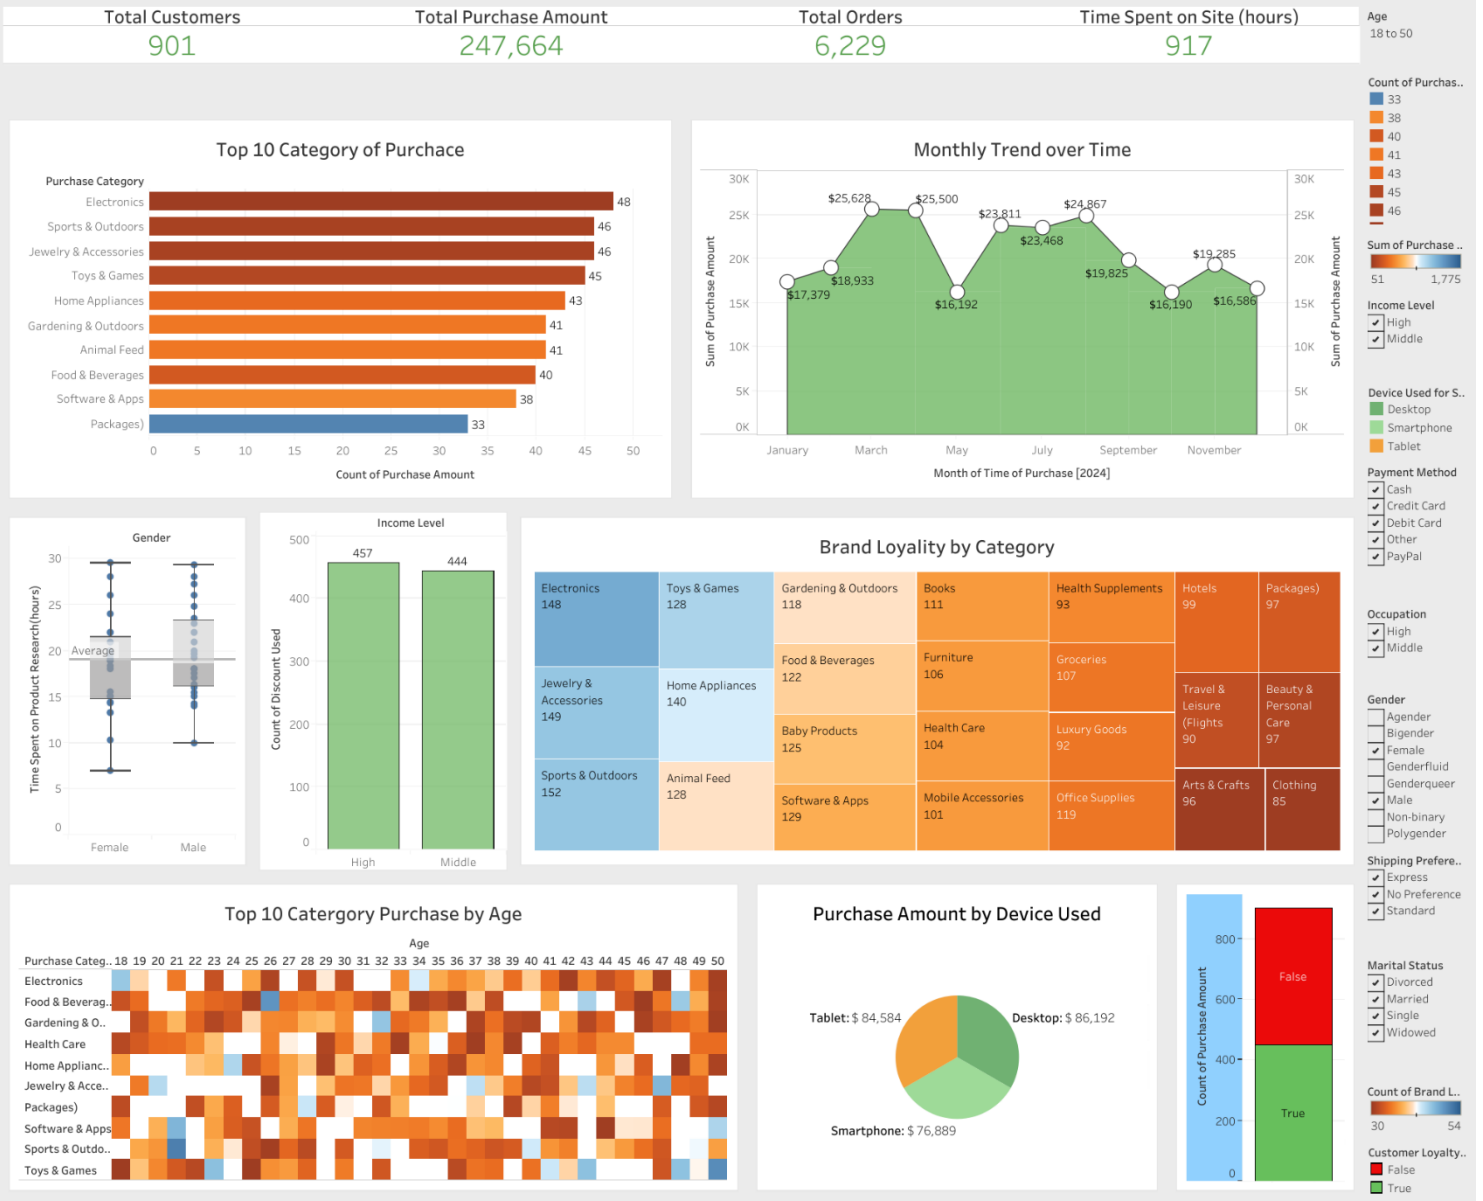 Total Customers
Total Purchase Amount
Total Orders
Time Spent on Site (hours)
901
247,664
6,229
917
Top 10 Category of Purchace
Purchase Category
Electronics 48
Sports & Outdoors 46
Jewelry & Accessories 46
Toys & Games 45
Home Appliances 43
Gardening & Outdoors 41
Animal Feed 41
Food & Beverages 40
Software & Apps 38
Packages) 33
0 5 10 15 20 25 30 35 40 45 50
Count of Purchase Amount
Monthly Trend over Time
30K
25K
20K
15K
10K
5K
0K
Sum of Purchase Amount
$17,379
$18,933
$25,628
$25,500
$16,192
$23,811
$23,468
$24,867
$19,825
$16,190
$19,285
$16,586
30K
25K
20K
15K
10K
5K
0K
Sum of Purchase Amount
January March May July September November
Month of Time of Purchase [2024]
Gender
Time Spent on Product Research(hours)
30
25
20
15
10
5
0
Average
Female Male
Income Level
Count of Discount Used
500
400
300
200
100
0
457
444
High Middle
Brand Loyality by Category
Electronics
148
Jewelry &
Accessories
149
Sports & Outdoors
152
Toys & Games
128
Home Appliances
140
Animal Feed
128
Gardening & Outdoors
118
Food & Beverages
122
Baby Products
125
Software & Apps
129
Books
111
Furniture
106
Health Care
104
Mobile Accessories
101
Health Supplements
93
Groceries
107
Luxury Goods
92
Office Supplies
119
Hotels
99
Packages)
97
Travel &
Leisure
(Flights
90
Beauty &
Personal
Care
97
Arts & Crafts
96
Clothing
85
Top 10 Catergory Purchase by Age
Age
Purchase Categ.. 18 19 20 21 22 23 24 25 26 27 28 29 30 31 32 33 34 35 36 37 38 39 40 41 42 43 44 45 46 47 48 49 50
Electronics
Food & Beverag..
Gardening & O..
Health Care
Home Applianc..
Jewelry & Acce..
Packages)
Software & Apps
Sports & Outdo..
Toys & Games
Purchase Amount by Device Used
Tablet: $ 84,584
Desktop: $ 86,192
Smartphone: $ 76,889
Count of Purchase Amount
800
600
400
200
0
False
True
Age
18 to 50
Count of Purchas..
33
38
40
41
43
45
46
Sum of Purchase ..
51 1,775
Income Level
High
Middle
Device Used for S..
Desktop
Smartphone
Tablet
Payment Method
Cash
Credit Card
Debit Card
Other
PayPal
Occupation
High
Middle
Gender
Agender
Bigender
Female
Genderfluid
Genderqueer
Male
Non-binary
Polygender
Shipping Prefere..
Express
No Preference
Standard
Marital Status
Divorced
Married
Single
Widowed
Count of Brand L..
30 54
Customer Loyalty..
False
True